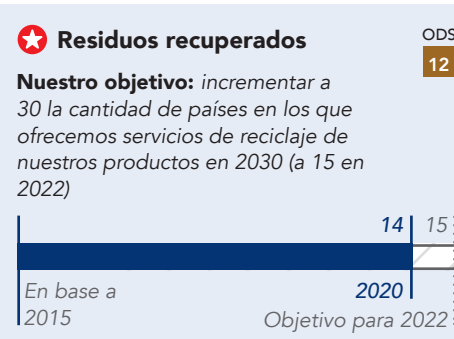 Residuos recuperados
ODS
12
Nuestro objetivo: incrementar a
30 la cantidad de países en los que
ofrecemos servicios de reciclaje de
nuestros productos en 2030 (a 15 en
2022)
14 15
En base a
2015
2020
Objetivo para 2022